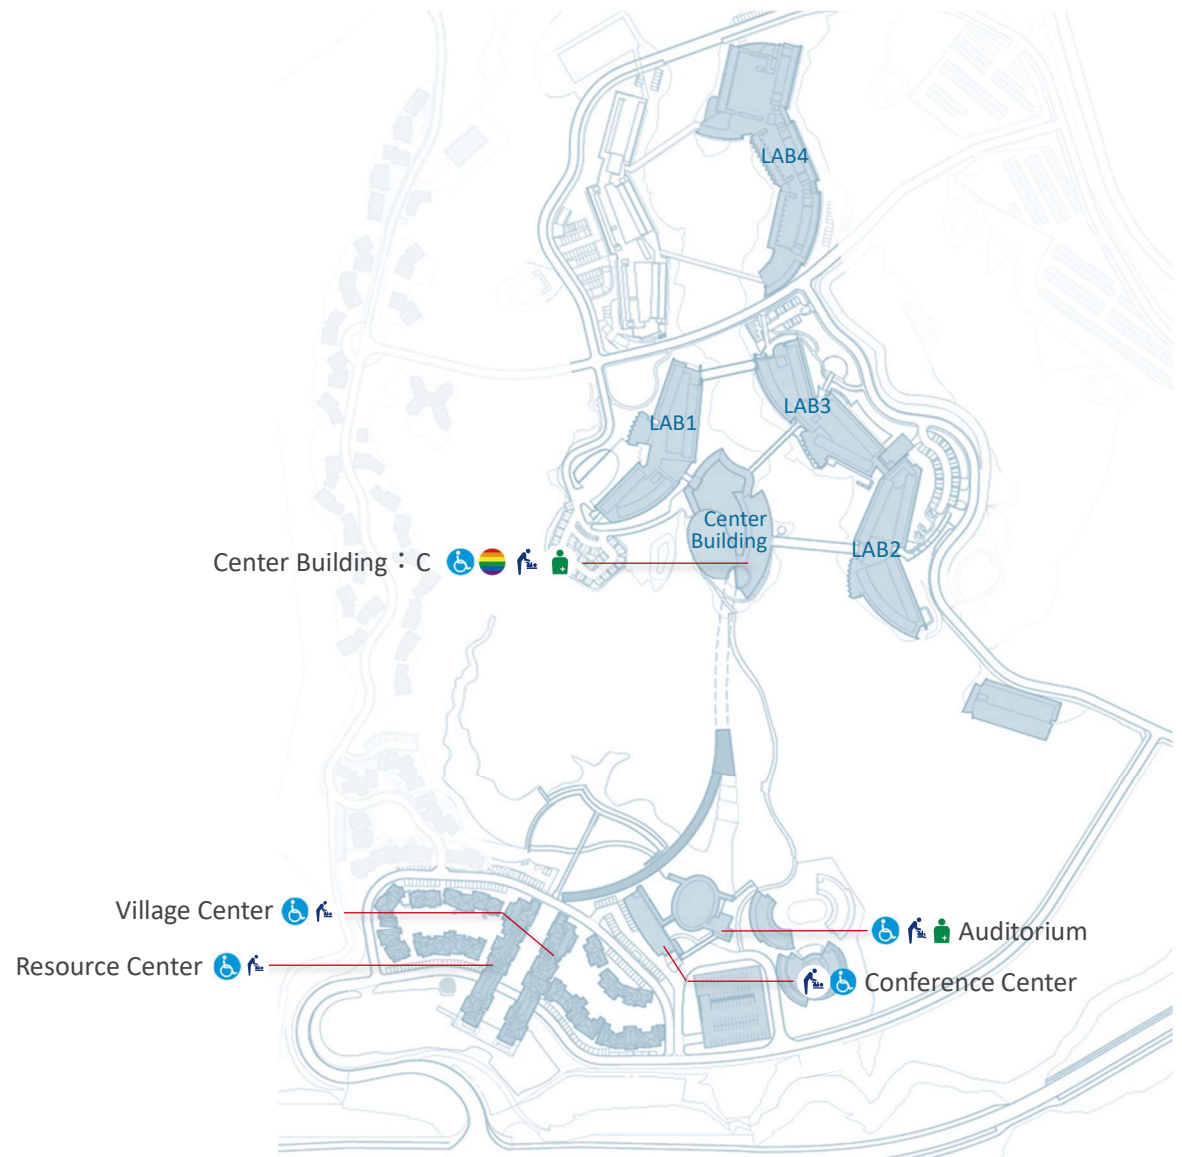 LAB4
LAB1
LAB3
Center
Building
LAB2
Center Building：C
Village Center
Auditorium
Resource Center
Conference Center